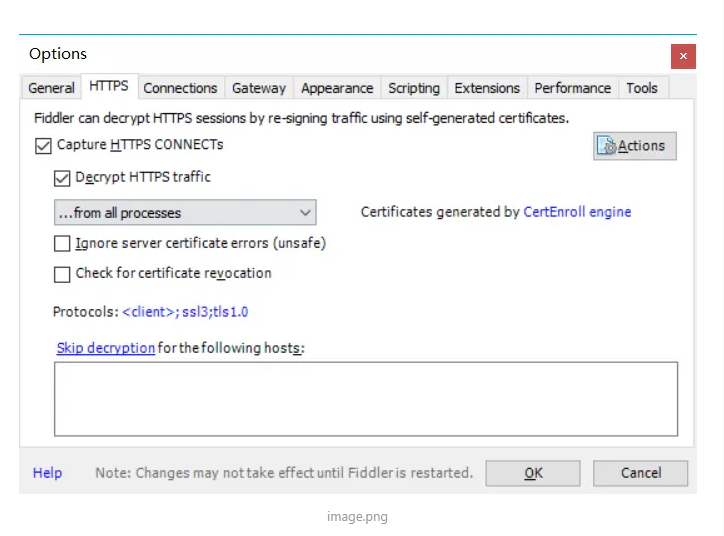 Options
General HTTPS Connections Gateway Appearance Scripting Extensions Performance Tools
Fiddler can decrypt HTTPS sessions by re-signing traffic using self-generated certificates.
Capture HTTPS CONNECTs
Actions
Decrypt HTTPS traffic
...from all processes
Certificates generated by CertEnroll engine
Ignore server certificate errors (unsafe)
Check for certificate revocation
Protocols: <client>;ssl3;tls1.0
Skip decryption for the following hosts:
Help Note: Changes may not take effect until Fiddler is restarted. OK Cancel
image.png